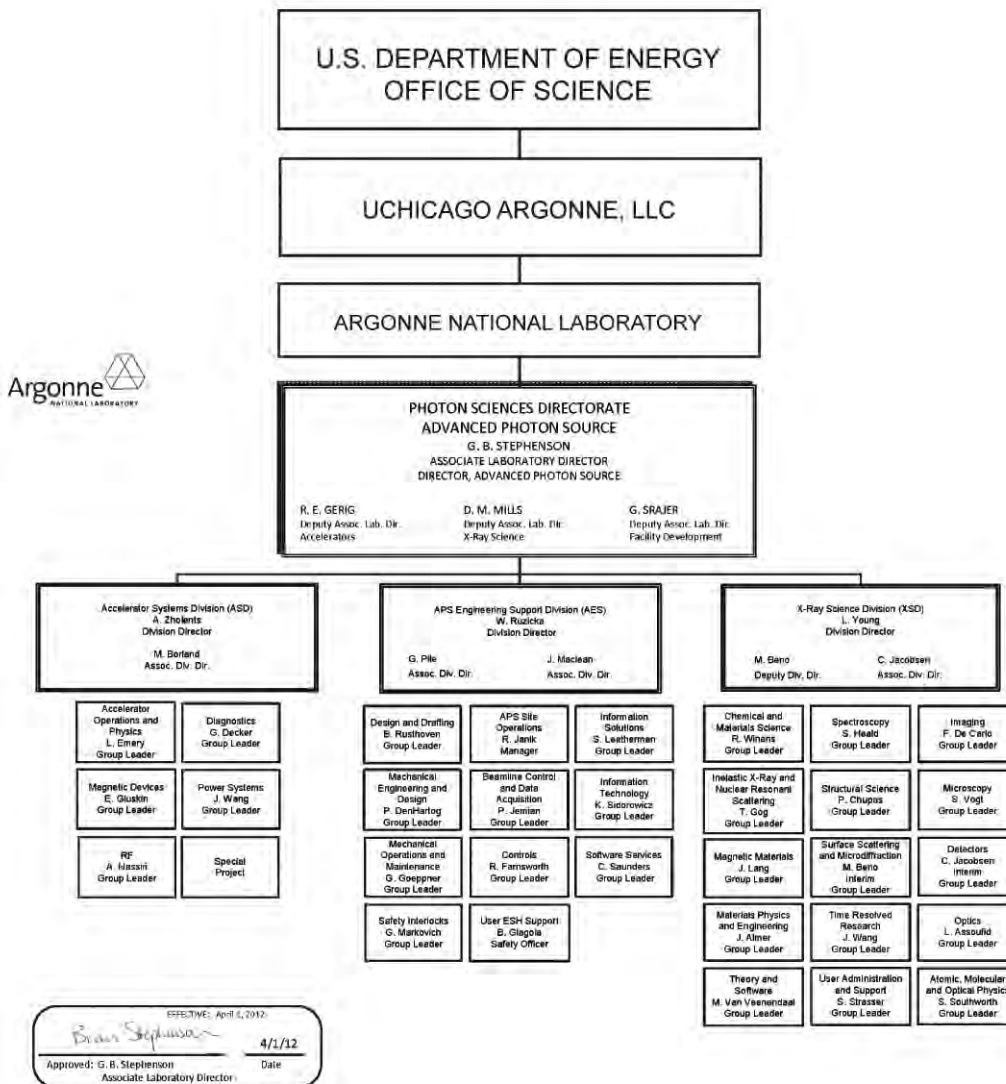 U.S. DEPARTMENT OF ENERGY
OFFICE OF SCIENCE
UCHICAGO ARGONNE, LLC
ARGONNE NATIONAL LABORATORY
Argonne
NATIONAL LABORATORY
PHOTON SCIENCES DIRECTORATE
ADVANCED PHOTON SOURCE
G. B. STEPHENSON
ASSOCIATE LABORATORY DIRECTOR
DIRECTOR, ADVANCED PHOTON SOURCE
R. E. GERIG
Deputy Assoc. Lab. Dir.
Accelerators
D. M. MILLS
Deputy Assoc. Lab. Dir.
X-Ray Science
G. SRAJER
Deputy Assoc. Lab. Dir.
Facility Development
Accelerator Systems Division (ASD)
A. Zholents
Division Director
M. Borland
Assoc. Div. Dir.
APS Engineering Support Division (AES)
W. Ruzicka
Division Director
G. Pile
Assoc. Div. Dir.
J. Maclean
Assoc. Div. Dir.
X-Ray Science Division (XSD)
L. Young
Division Director
M. Beno
Deputy Div. Dir.
C. Jacobsen
Assoc. Div. Dir.
Accelerator
Operations and
Physics
L. Emery
Group Leader
Diagnostics
G. Decker
Group Leader
Magnetic Devices
E. Gluskin
Group Leader
Power Systems
J. Wang
Group Leader
RF
A. Nassiri
Group Leader
Special
Project
Design and Drafting
B. Rusthoven
Group Leader
APS Site
Operations
R. Janik
Manager
Information
Solutions
S. Leatherman
Group Leader
Mechanical
Engineering and
Design
P. DenHartog
Group Leader
Beamline Control
and Data
Acquisition
P. Jemian
Group Leader
Information
Technology
K. Sidorowicz
Group Leader
Mechanical
Operations and
Maintenance
G. Goeppner
Group Leader
Controls
R. Farnsworth
Group Leader
Software Services
C. Saunders
Group Leader
Safety Interlocks
G. Markovich
Group Leader
User ESH Support
B. Glagola
Safety Officer
Chemical and
Materials Science
R. Winans
Group Leader
Spectroscopy
S. Heald
Group Leader
Imaging
F. De Carlo
Group Leader
Inelastic X-Ray and
Nuclear Resonant
Scattering
T. Gog
Group Leader
Structural Science
P. Chupas
Group Leader
Microscopy
S. Vogt
Group Leader
Magnetic Materials
J. Lang
Group Leader
Surface Scattering
and Microdiffraction
M. Beno
Interim
Group Leader
Detectors
C. Jacobsen
Interim
Group Leader
Materials Physics
and Engineering
J. Almer
Group Leader
Time Resolved
Research
J. Wang
Group Leader
Optics
L. Assoufid
Group Leader
Theory and
Software
M. Van Veenendaal
Group Leader
User Administration
and Support
S. Strasser
Group Leader
Atomic, Molecular
and Optical Physics
S. Southworth
Group Leader
EFFECTIVE: April 1, 2012
Brian Stephenson
4/1/12
Approved: G. B. Stephenson
Date
Associate Laboratory Director